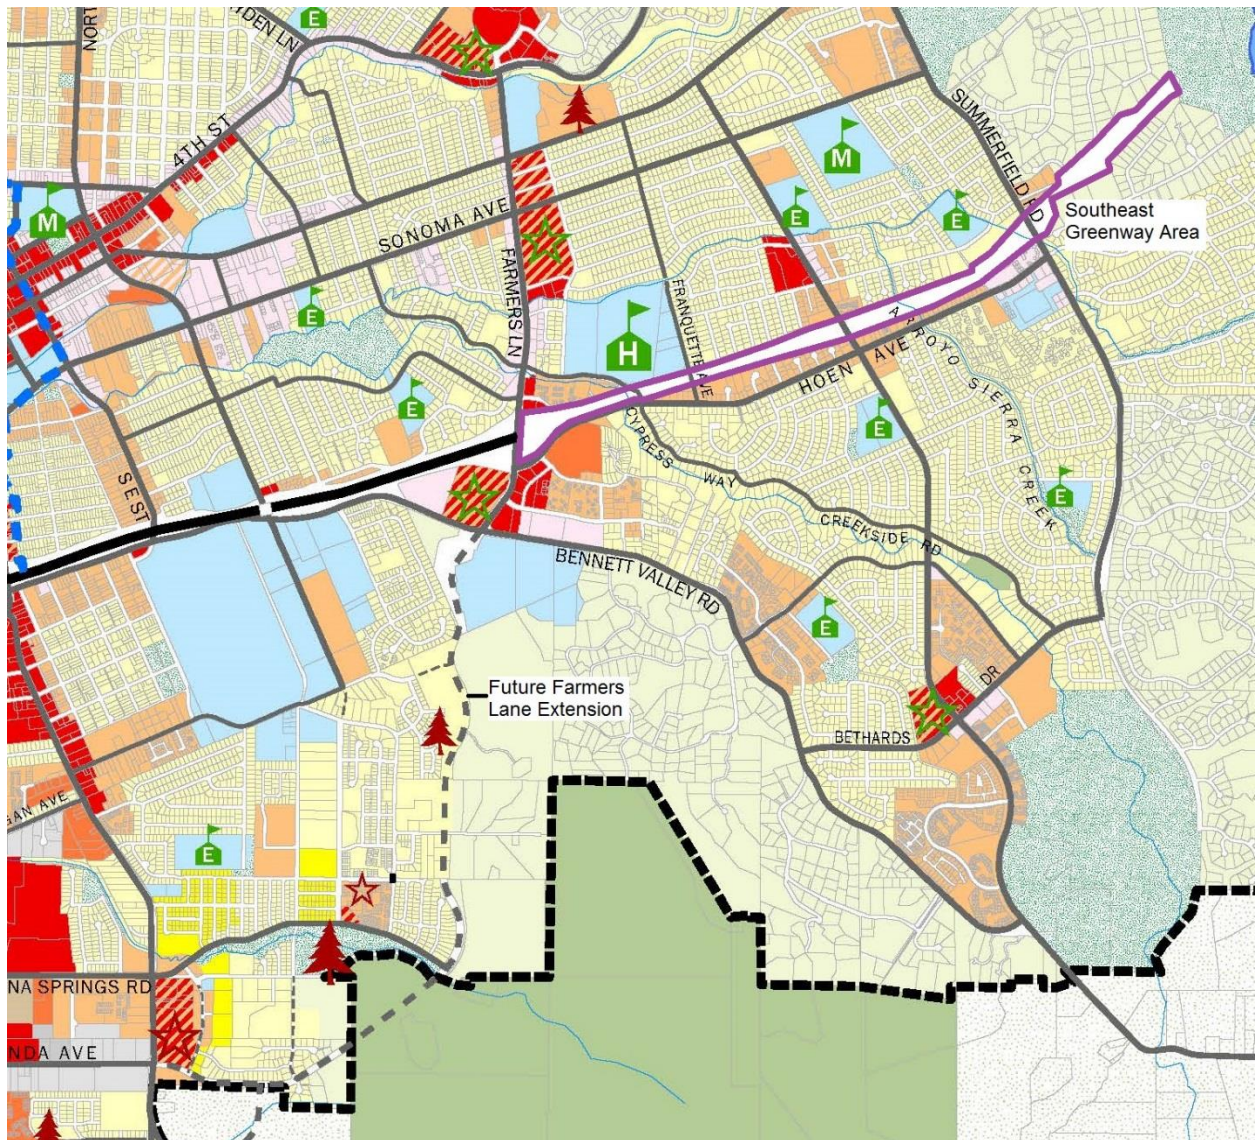 NORT
YDEN LN
E
4TH ST
SUMMERFIELD RD
M
E
E
M
SONOMA AVE
Southeast
Greenway Area
FARMERS LN
E
FRANQUETTE AVE
H
ARROYO SIERRA CREEK
HOEN AVE
E
CYPRESS WAY
E
S E ST
E
CREEKSIDE RD
BENNETT VALLEY RD
E
Future Farmers
Lane Extension
DR
BETHARDS
GAN AVE
E
NA SPRINGS RD
NDA AVE